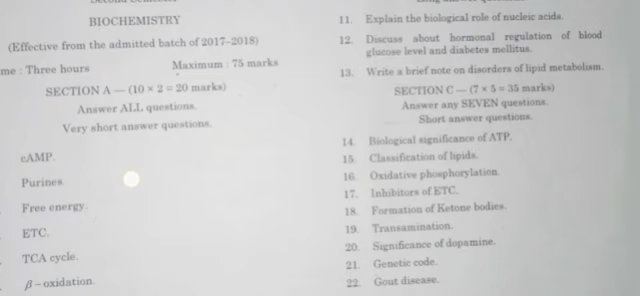 BIOCHEMISTRY
(Effective from the admitted batch of 2017–2018)
me : Three hours Maximum : 75 marks
SECTION A — (10 × 2 = 20 marks)
Answer ALL questions.
Very short answer questions.
cAMP.
Purines.
Free energy.
ETC.
TCA cycle.
β – oxidation.
11. Explain the biological role of nucleic acids.
12. Discuss about hormonal regulation of blood
glucose level and diabetes mellitus.
13. Write a brief note on disorders of lipid metabolism.
SECTION C — (7 × 5 = 35 marks)
Answer any SEVEN questions.
Short answer questions.
14. Biological significance of ATP.
15. Classification of lipids.
16. Oxidative phosphorylation.
17. Inhibitors of ETC.
18. Formation of Ketone bodies.
19. Transamination.
20. Significance of dopamine.
21. Genetic code.
22. Gout disease.